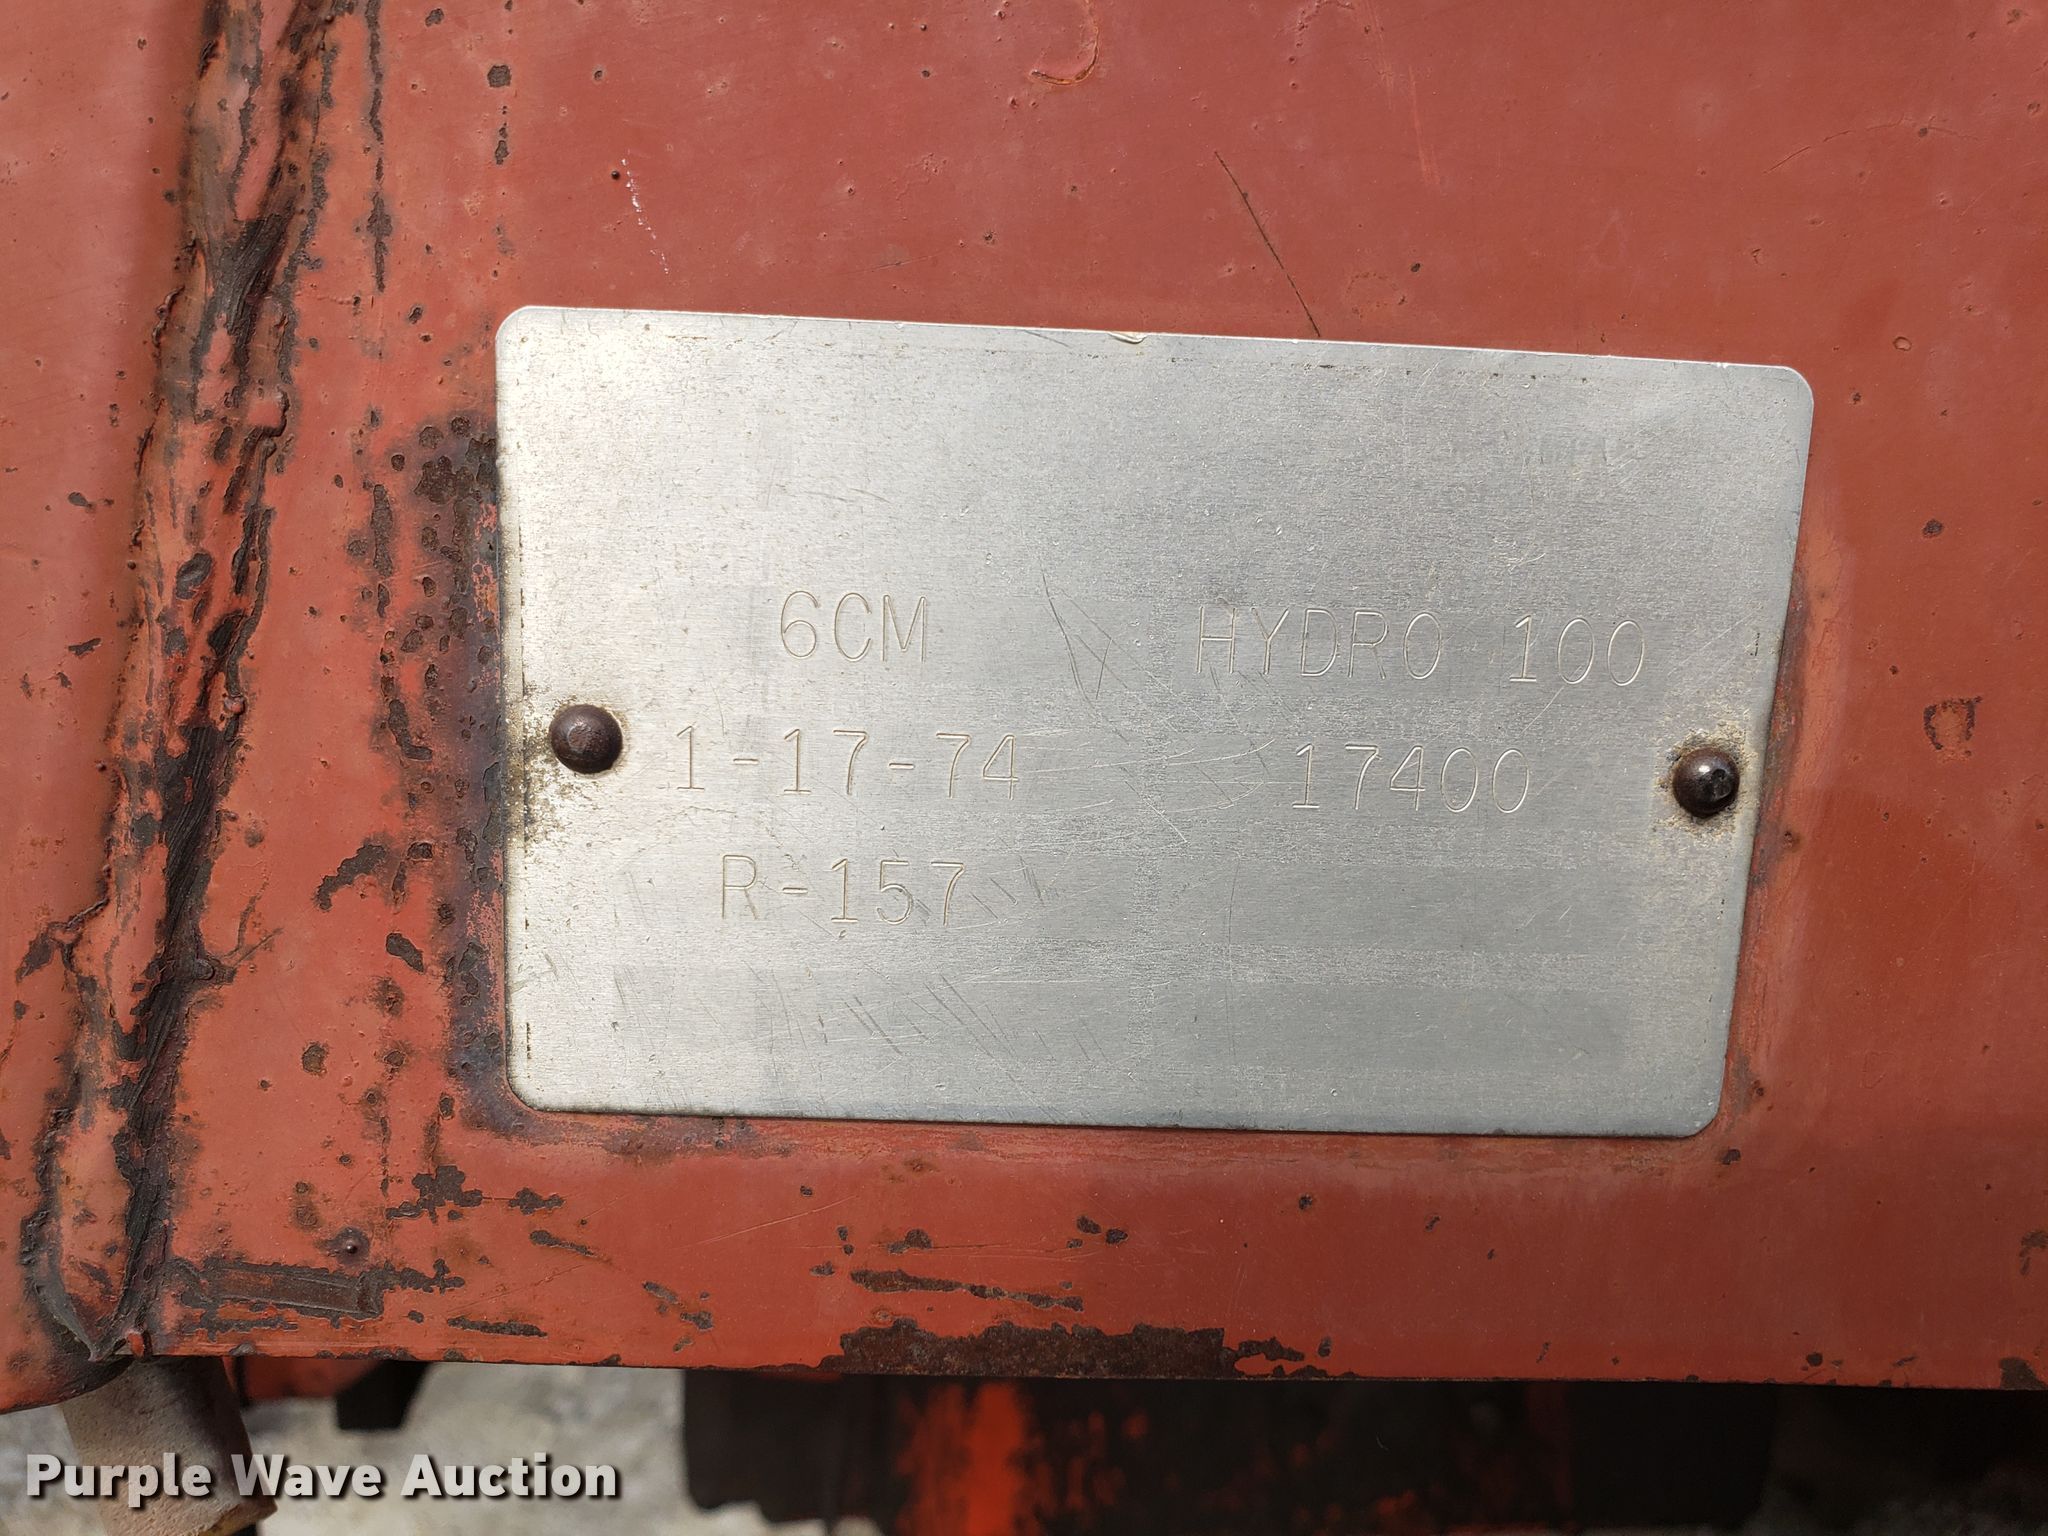 6CM HYDRO 100
1-17-74 17400
R-157
Purple Wave Auction